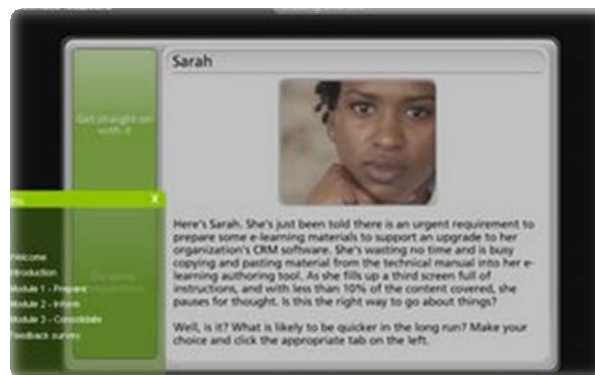 Sarah
Get straight on
with it
X
Here's Sarah. She's just been told there is an urgent requirement to
prepare some e-learning materials to support an upgrade to her
organization's CRM software. She's wasting no time and is busy
copying and pasting material from the technical manual into her e-
learning authoring tool. As she fills up a third screen full of
instructions, and with less than 10% of the content covered, she
pauses for thought. Is this the right way to go about things?
Well, is it? What is likely to be quicker in the long run? Make your
choice and click the appropriate tab on the left.
Welcome
Introduction
Module 1 - Prepare
Module 2 - Inform
Module 3 - Consolidate
Feedback survey